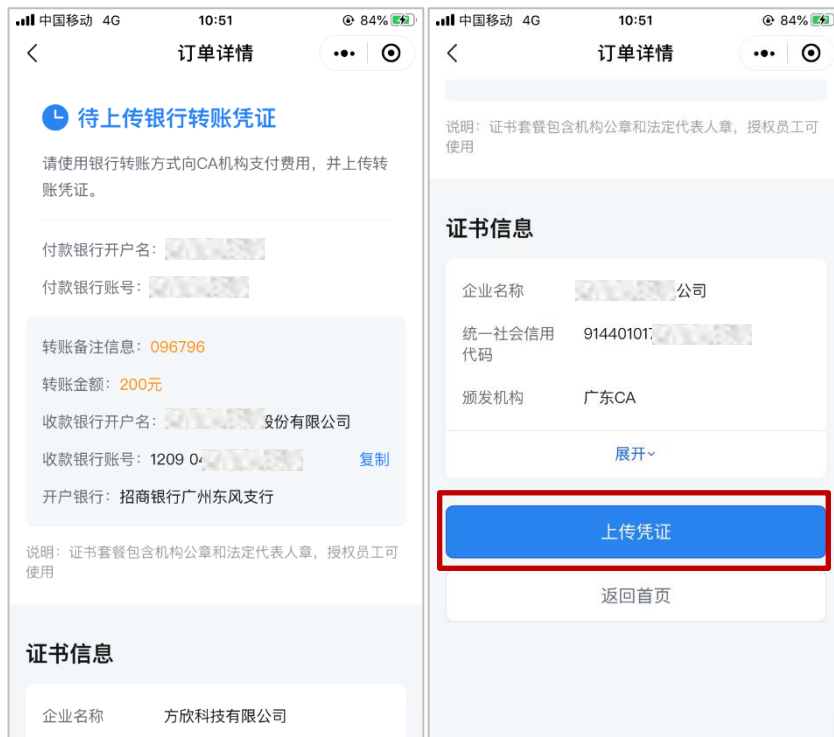 中国移动 4G 10:51 84%
订单详情
待上传银行转账凭证
请使用银行转账方式向CA机构支付费用，并上传转
账凭证。
付款银行开户名：
付款银行账号：
转账备注信息：096796
转账金额：200元
收款银行开户名： 股份有限公司
收款银行账号：1209 04 复制
开户银行：招商银行广州东风支行
说明：证书套餐包含机构公章和法定代表人章，授权员工可
使用
证书信息
企业名称 方欣科技有限公司
中国移动 4G 10:51 84%
订单详情
说明：证书套餐包含机构公章和法定代表人章，授权员工可
使用
证书信息
企业名称 公司
统一社会信用 914401017
代码
颁发机构 广东CA
展开
上传凭证
返回首页